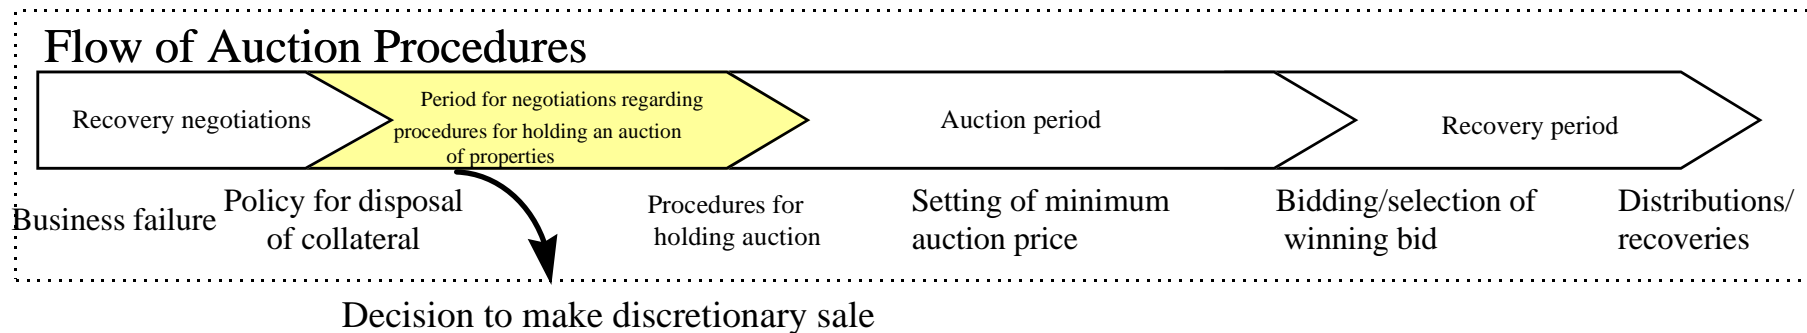 Flow of Auction Procedures
Recovery negotiations
Period for negotiations regarding
procedures for holding an auction
of properties
Auction period
Recovery period
Business failure
Policy for disposal
of collateral
Procedures for
holding auction
Setting of minimum
auction price
Bidding/selection of
winning bid
Distributions/
recoveries
Decision to make discretionary sale